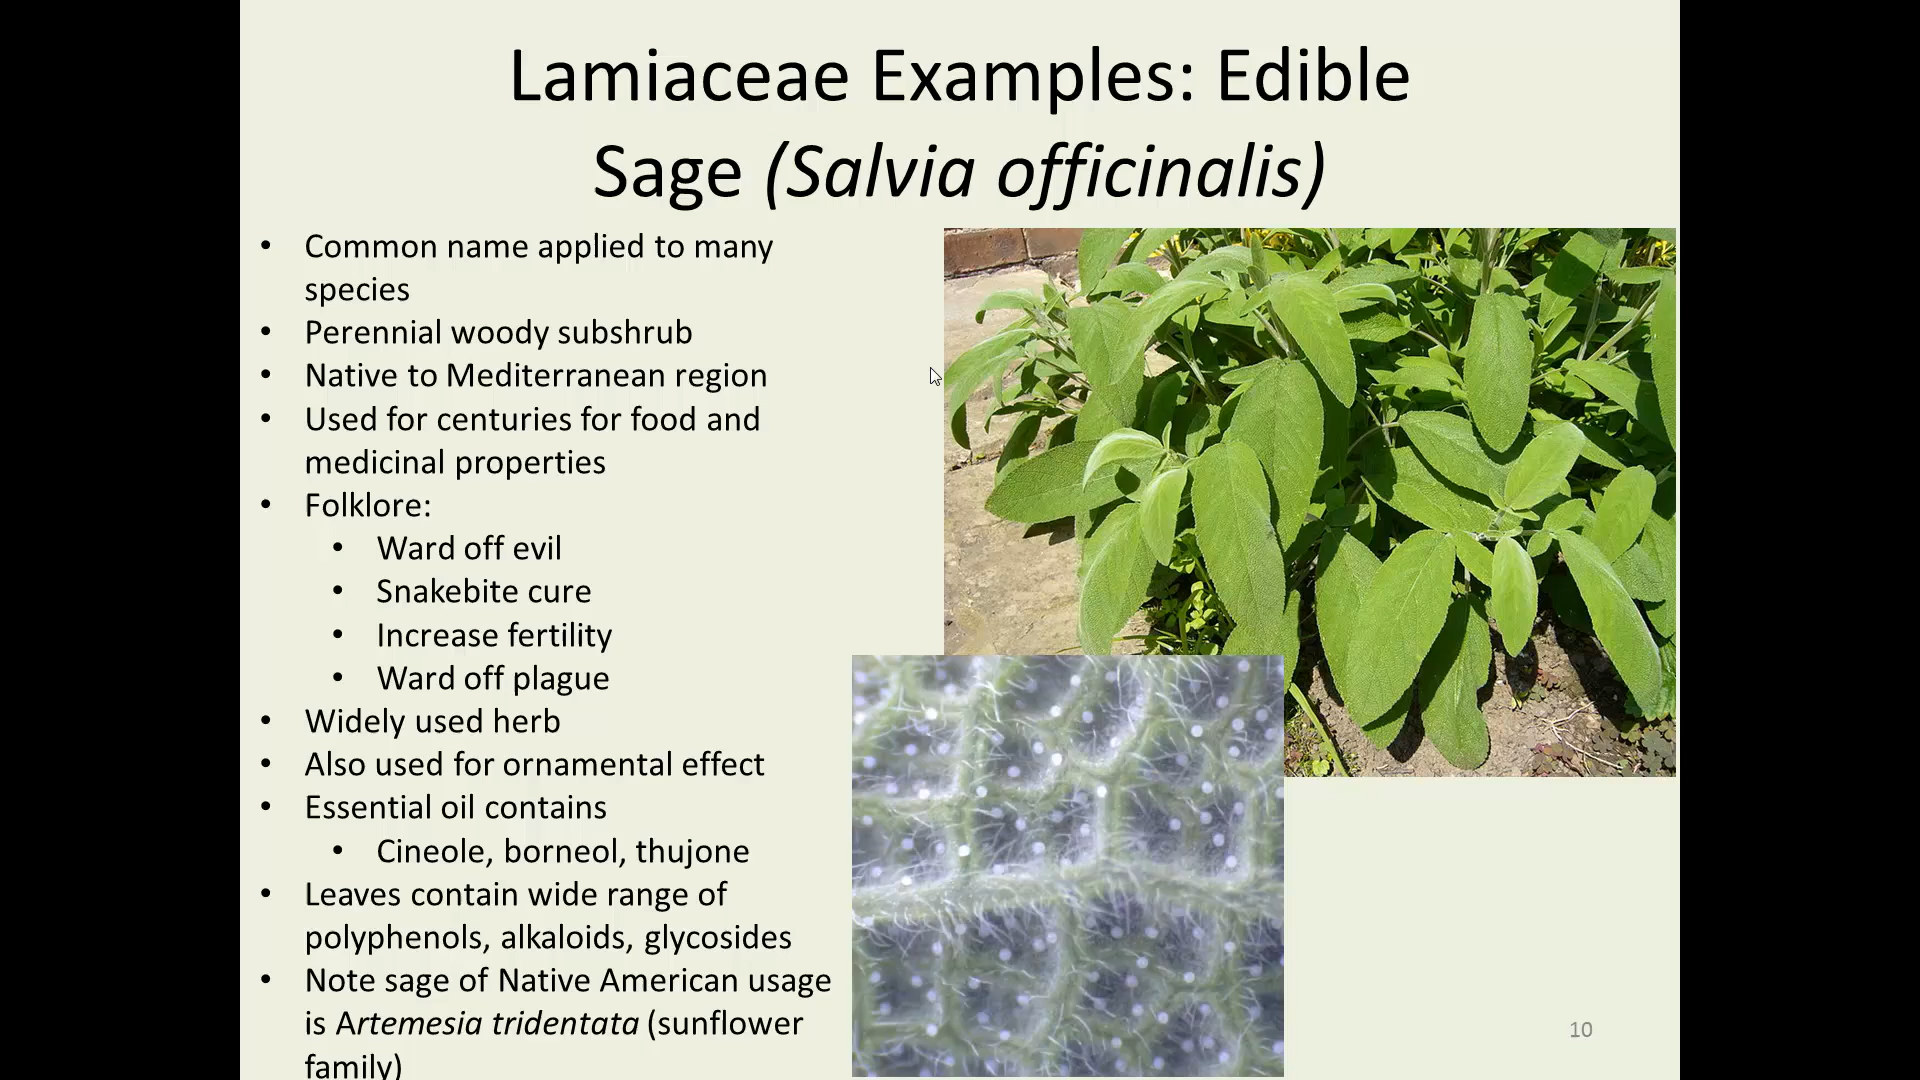 Lamiaceae Examples: Edible
Sage (Salvia officinalis)
• Common name applied to many
species
• Perennial woody subshrub
• Native to Mediterranean region
• Used for centuries for food and
medicinal properties
• Folklore:
• Ward off evil
• Snakebite cure
• Increase fertility
• Ward off plague
• Widely used herb
• Also used for ornamental effect
• Essential oil contains
• Cineole, borneol, thujone
• Leaves contain wide range of
polyphenols, alkaloids, glycosides
• Note sage of Native American usage
is Artemesia tridentata (sunflower
family)
10